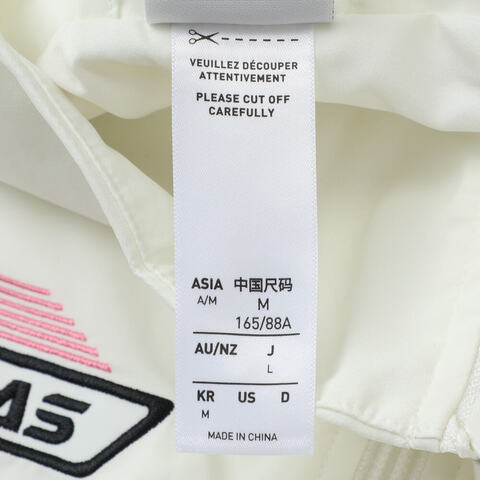 VEUILLEZ DÉCOUPER
ATTENTIVEMENT
PLEASE CUT OFF
CAREFULLY
ASIA 中国尺码
A/M M
165/88A
AU/NZ J
L
KR US D
M
MADE IN CHINA
AS